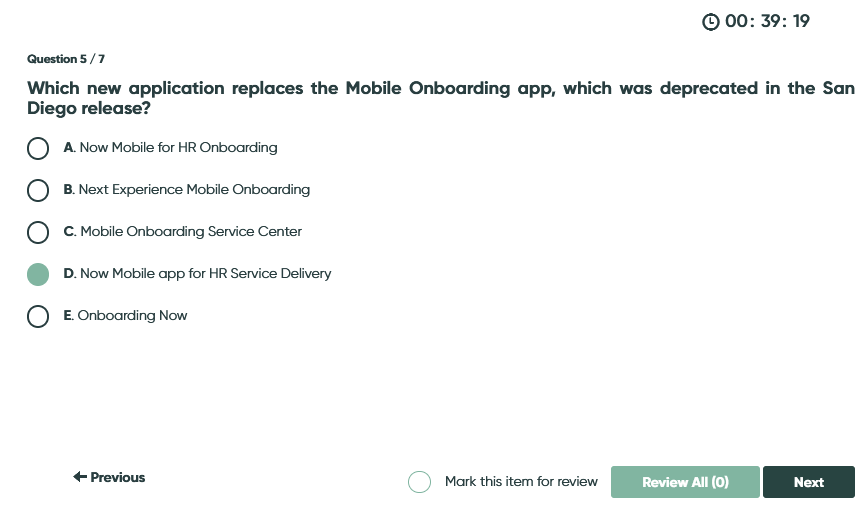 00: 39: 19
Question 5 / 7
Which new application replaces the Mobile Onboarding app, which was deprecated in the San
Diego release?
A. Now Mobile for HR Onboarding
B. Next Experience Mobile Onboarding
C. Mobile Onboarding Service Center
D. Now Mobile app for HR Service Delivery
E. Onboarding Now
Previous
Mark this item for review
Review All (0)
Next